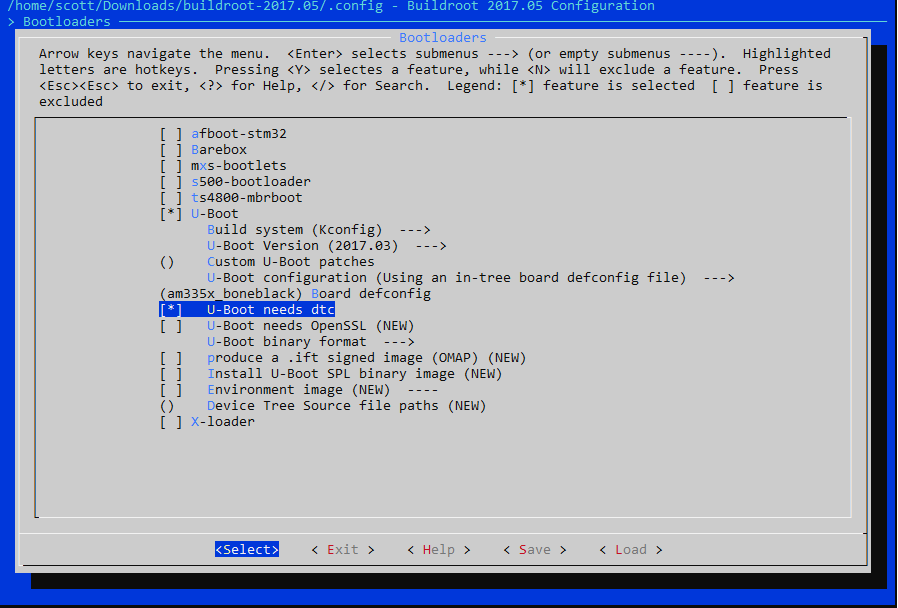 /home/scott/Downloads/buildroot-2017.05/.config - Buildroot 2017.05 Configuration
> Bootloaders
Bootloaders
Arrow keys navigate the menu.  <Enter> selects submenus ---> (or empty submenus ----).  Highlighted
letters are hotkeys.  Pressing <Y> selectes a feature, while <N> will exclude a feature.  Press
<Esc><Esc> to exit, <?> for Help, </> for Search.  Legend: [*] feature is selected  [ ] feature is
excluded
[ ] afboot-stm32
[ ] Barebox
[ ] mxs-bootlets
[ ] s500-bootloader
[ ] ts4800-mbrboot
[*] U-Boot
Build system (Kconfig)  --->
U-Boot Version (2017.03)  --->
()    Custom U-Boot patches
U-Boot configuration (Using an in-tree board defconfig file)  --->
(am335x_boneblack) Board defconfig
[*]   U-Boot needs dtc
[ ]   U-Boot needs OpenSSL (NEW)
U-Boot binary format  --->
[ ]   produce a .ift signed image (OMAP) (NEW)
[ ]   Install U-Boot SPL binary image (NEW)
[ ]   Environment image (NEW)  ----
()    Device Tree Source file paths (NEW)
[ ] X-loader
<Select>    < Exit >    < Help >    < Save >    < Load >